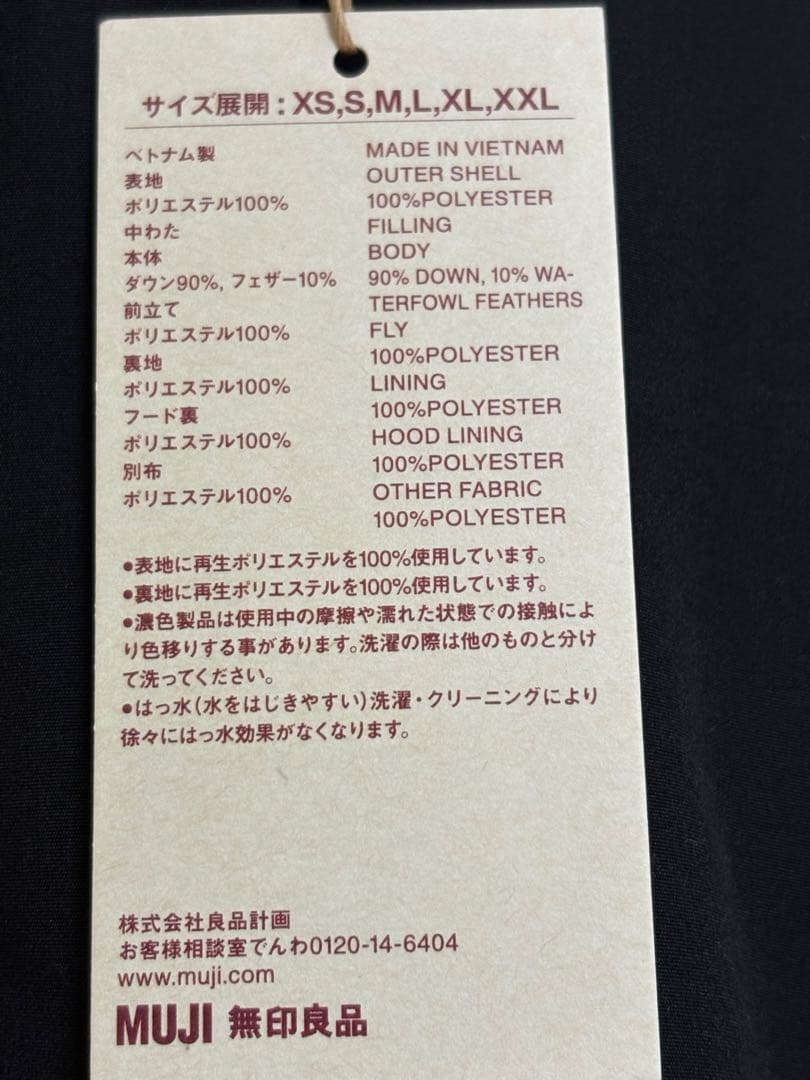 サイズ展開：XS,S,M,L,XL,XXL
ベトナム製
表地
ポリエステル100%
中わた
本体
ダウン90%, フェザー10%
前立て
ポリエステル100%
裏地
ポリエステル100%
フード裏
ポリエステル100%
別布
ポリエステル100%
MADE IN VIETNAM
OUTER SHELL
100%POLYESTER
FILLING
BODY
90% DOWN, 10% WA-
TERFOWL FEATHERS
FLY
100%POLYESTER
LINING
100%POLYESTER
HOOD LINING
100%POLYESTER
OTHER FABRIC
100%POLYESTER
●表地に再生ポリエステルを100%使用しています。
●裏地に再生ポリエステルを100%使用しています。
●濃色製品は使用中の摩擦や濡れた状態での接触によ
り色移りする事があります。洗濯の際は他のものと分け
て洗ってください。
●はっ水（水をはじきやすい）洗濯・クリーニングにより
徐々にはっ水効果がなくなります。
株式会社良品計画
お客様相談室でんわ0120-14-6404
www.muji.com
MUJI 無印良品